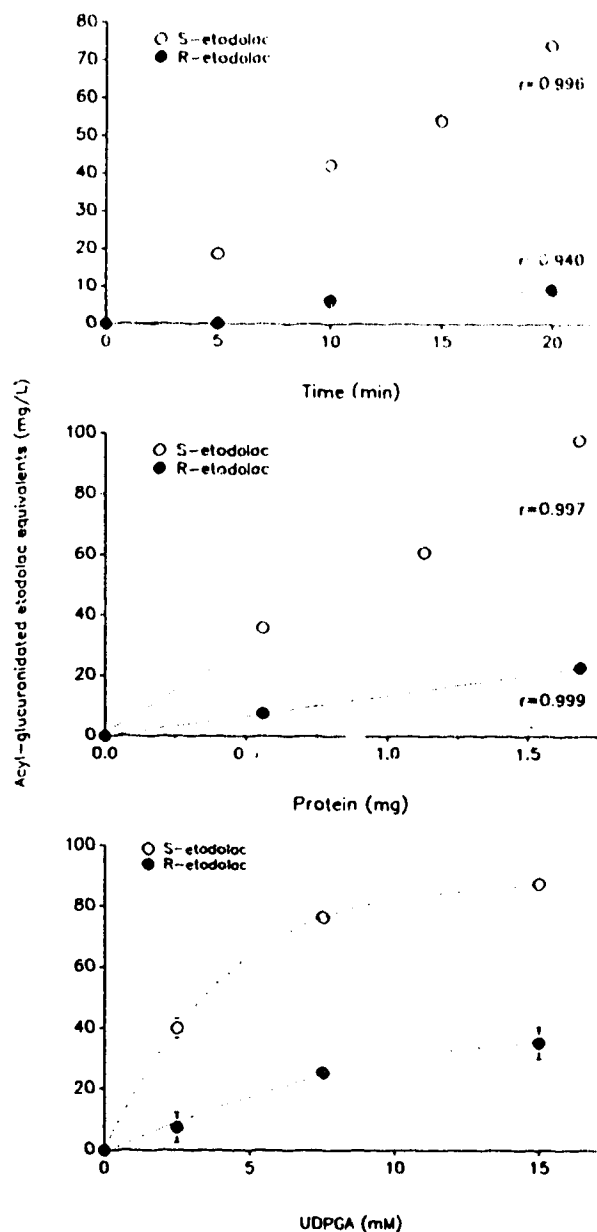 80
70
60
50
40
30
20
10
0
S-etodolac
R-etodolac
r=0.996
r=0.940
0 5 10 15 20
Time (min)
Acyl-glucuronidated etodolac equivalents (mg/L)
100
80
60
40
20
0
S-etodolac
R-etodolac
r=0.997
r=0.999
0.0 1.0 1.5
Protein (mg)
100
80
60
40
20
0
S-etodolac
R-etodolac
0 5 10 15
UDPGA (mM)